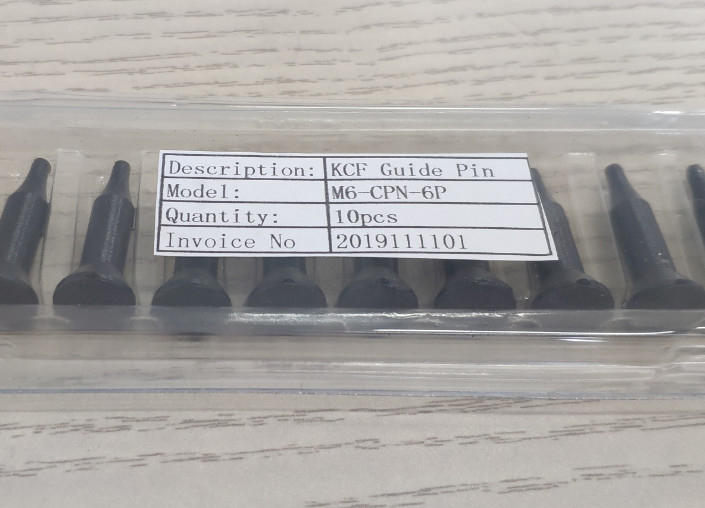 Description: KCF Guide Pin
Model: M6-CPN-6P
Quantity: 10pcs
Invoice No 2019111101